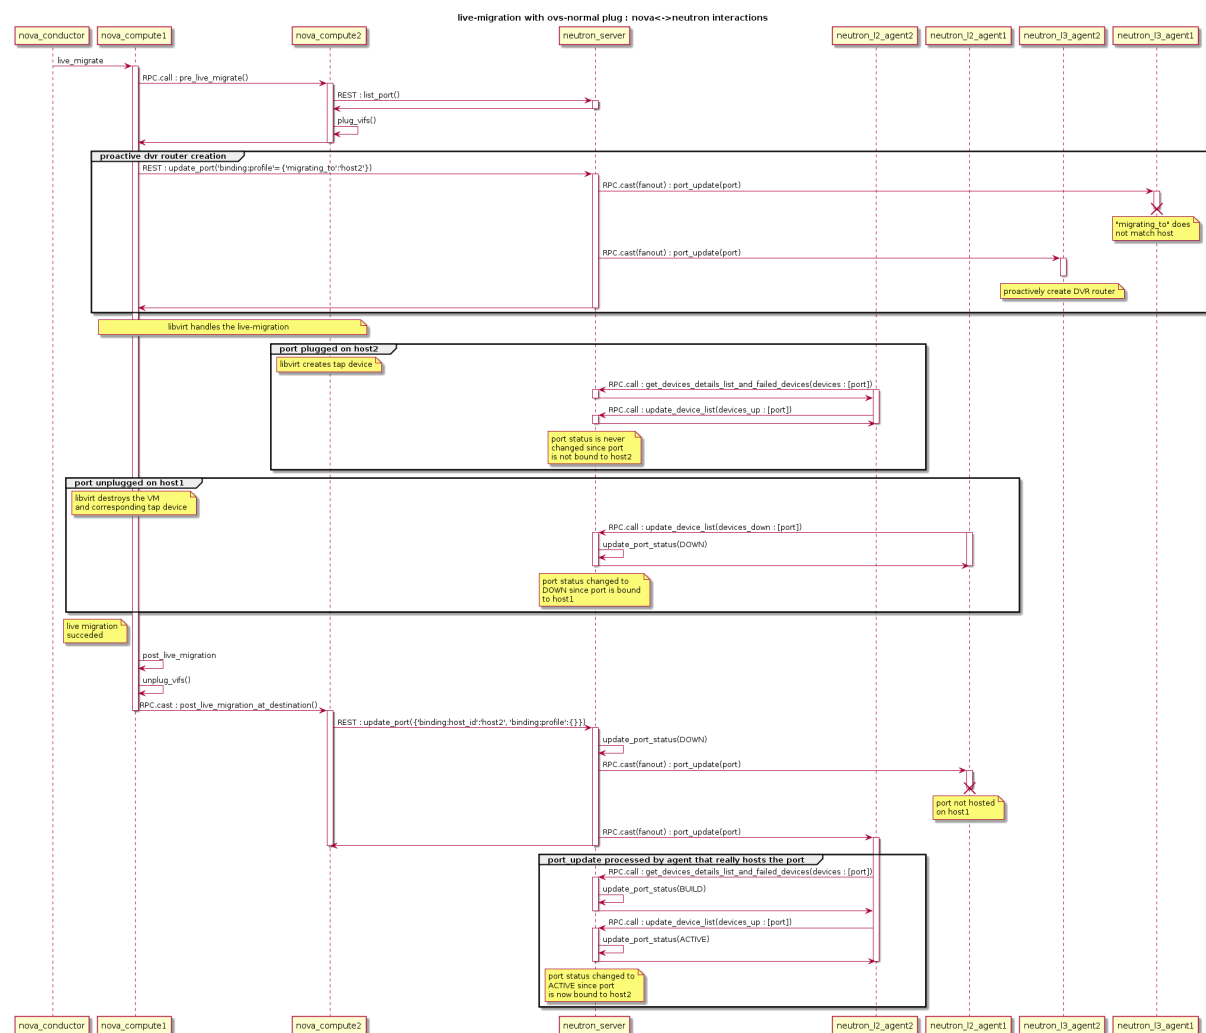 live-migration with ovs-normal plug : nova<->neutron interactions
nova_conductor
nova_compute1
nova_compute2
neutron_server
neutron_l2_agent2
neutron_l2_agent1
neutron_l3_agent2
neutron_l3_agent1
live_migrate
RPC.call : pre_live_migrate()
REST : list_port()
plug_vifs()
proactive dvr router creation
REST : update_port('binding:profile'= {'migrating_to':'host2'})
RPC.cast(fanout) : port_update(port)
"migrating_to" does
not match host
RPC.cast(fanout) : port_update(port)
proactively create DVR router
libvirt handles the live-migration
port plugged on host2
libvirt creates tap device
RPC.call : get_devices_details_list_and_failed_devices(devices : [port])
RPC.call : update_device_list(devices_up : [port])
port status is never
changed since port
is not bound to host2
port unplugged on host1
libvirt destroys the VM
and corresponding tap device
RPC.call : update_device_list(devices_down : [port])
update_port_status(DOWN)
port status changed to
DOWN since port is bound
to host1
live migration
succeded
post_live_migration
unplug_vifs()
RPC.cast : post_live_migration_at_destination()
REST : update_port({'binding:host_id':'host2', 'binding:profile':{}})
update_port_status(DOWN)
RPC.cast(fanout) : port_update(port)
port not hosted
on host1
RPC.cast(fanout) : port_update(port)
port_update processed by agent that really hosts the port
RPC.call : get_devices_details_list_and_failed_devices(devices : [port])
update_port_status(BUILD)
RPC.call : update_device_list(devices_up : [port])
update_port_status(ACTIVE)
port status changed to
ACTIVE since port
is now bound to host2
nova_conductor
nova_compute1
nova_compute2
neutron_server
neutron_l2_agent2
neutron_l2_agent1
neutron_l3_agent2
neutron_l3_agent1